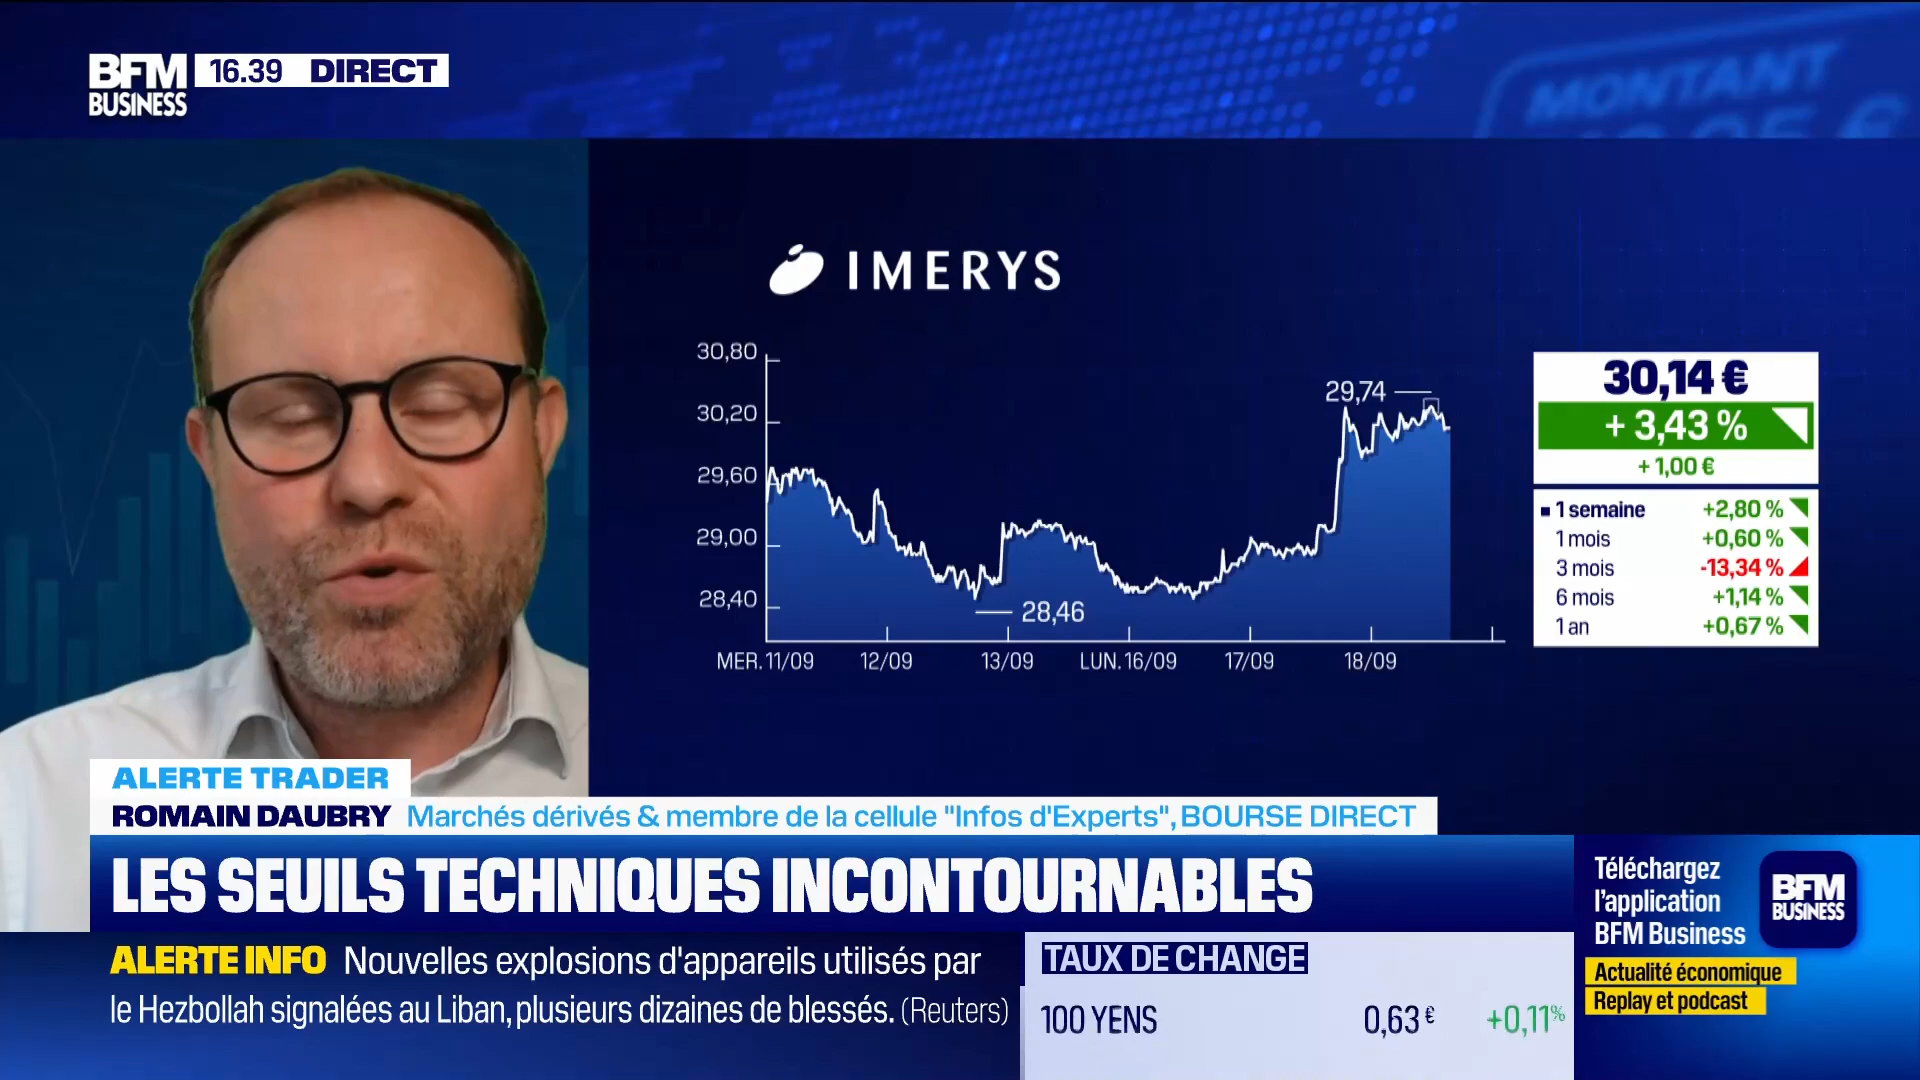 BFM
BUSINESS
16.39 DIRECT
MONTANT
IMERYS
30,80
30,20
29,60
29,00
28,40
29,74
28,46
MER.11/09
12/09
13/09
LUN.16/09
17/09
18/09
30,14 €
+ 3,43 %
+ 1,00 €
1 semaine +2,80 %
1 mois +0,60 %
3 mois -13,34 %
6 mois +1,14 %
1 an +0,67 %
ALERTE TRADER
ROMAIN DAUBRY Marchés dérivés & membre de la cellule "Infos d'Experts", BOURSE DIRECT
LES SEUILS TECHNIQUES INCONTOURNABLES
ALERTE INFO Nouvelles explosions d'appareils utilisés par
le Hezbollah signalées au Liban, plusieurs dizaines de blessés. (Reuters)
TAUX DE CHANGE
100 YENS 0,63 € +0,11%
Téléchargez
l'application
BFM Business
BFM
BUSINESS
Actualité économique
Replay et podcast